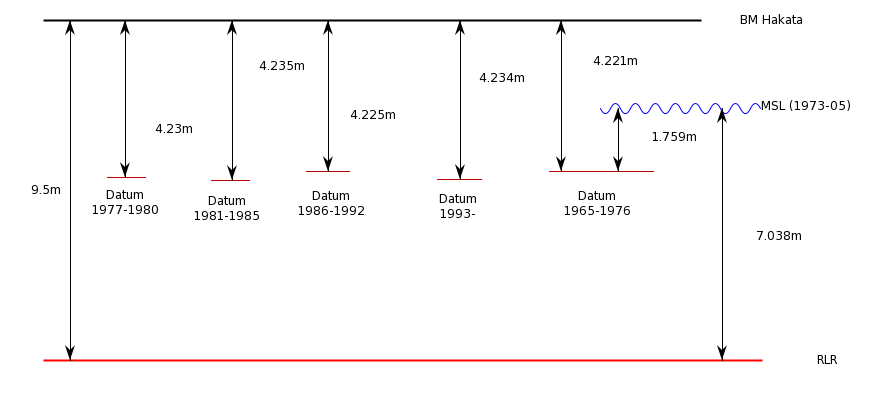 BM Hakata
4.235m
4.221m
4.234m
MSL (1973-05)
4.225m
4.23m
1.759m
9.5m
Datum
1977-1980
Datum
1981-1985
Datum
1986-1992
Datum
1993-
Datum
1965-1976
7.038m
RLR